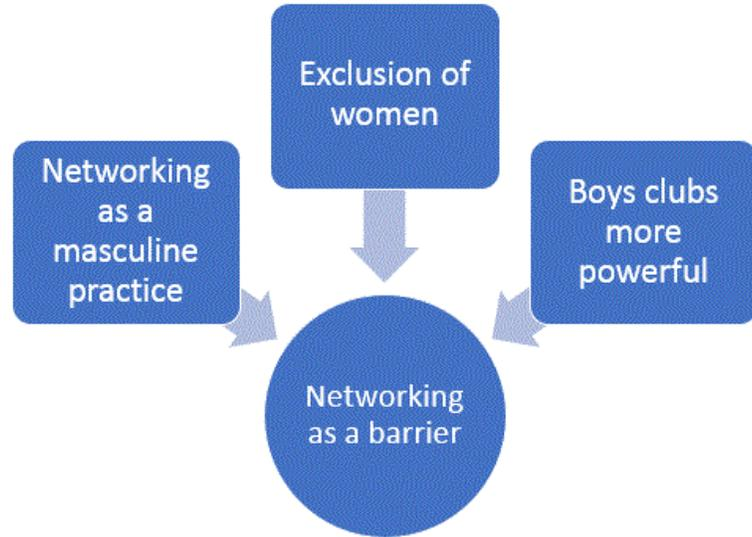 Exclusion of
women
Networking
as a
masculine
practice
Boys clubs
more
powerful
Networking
as a barrier